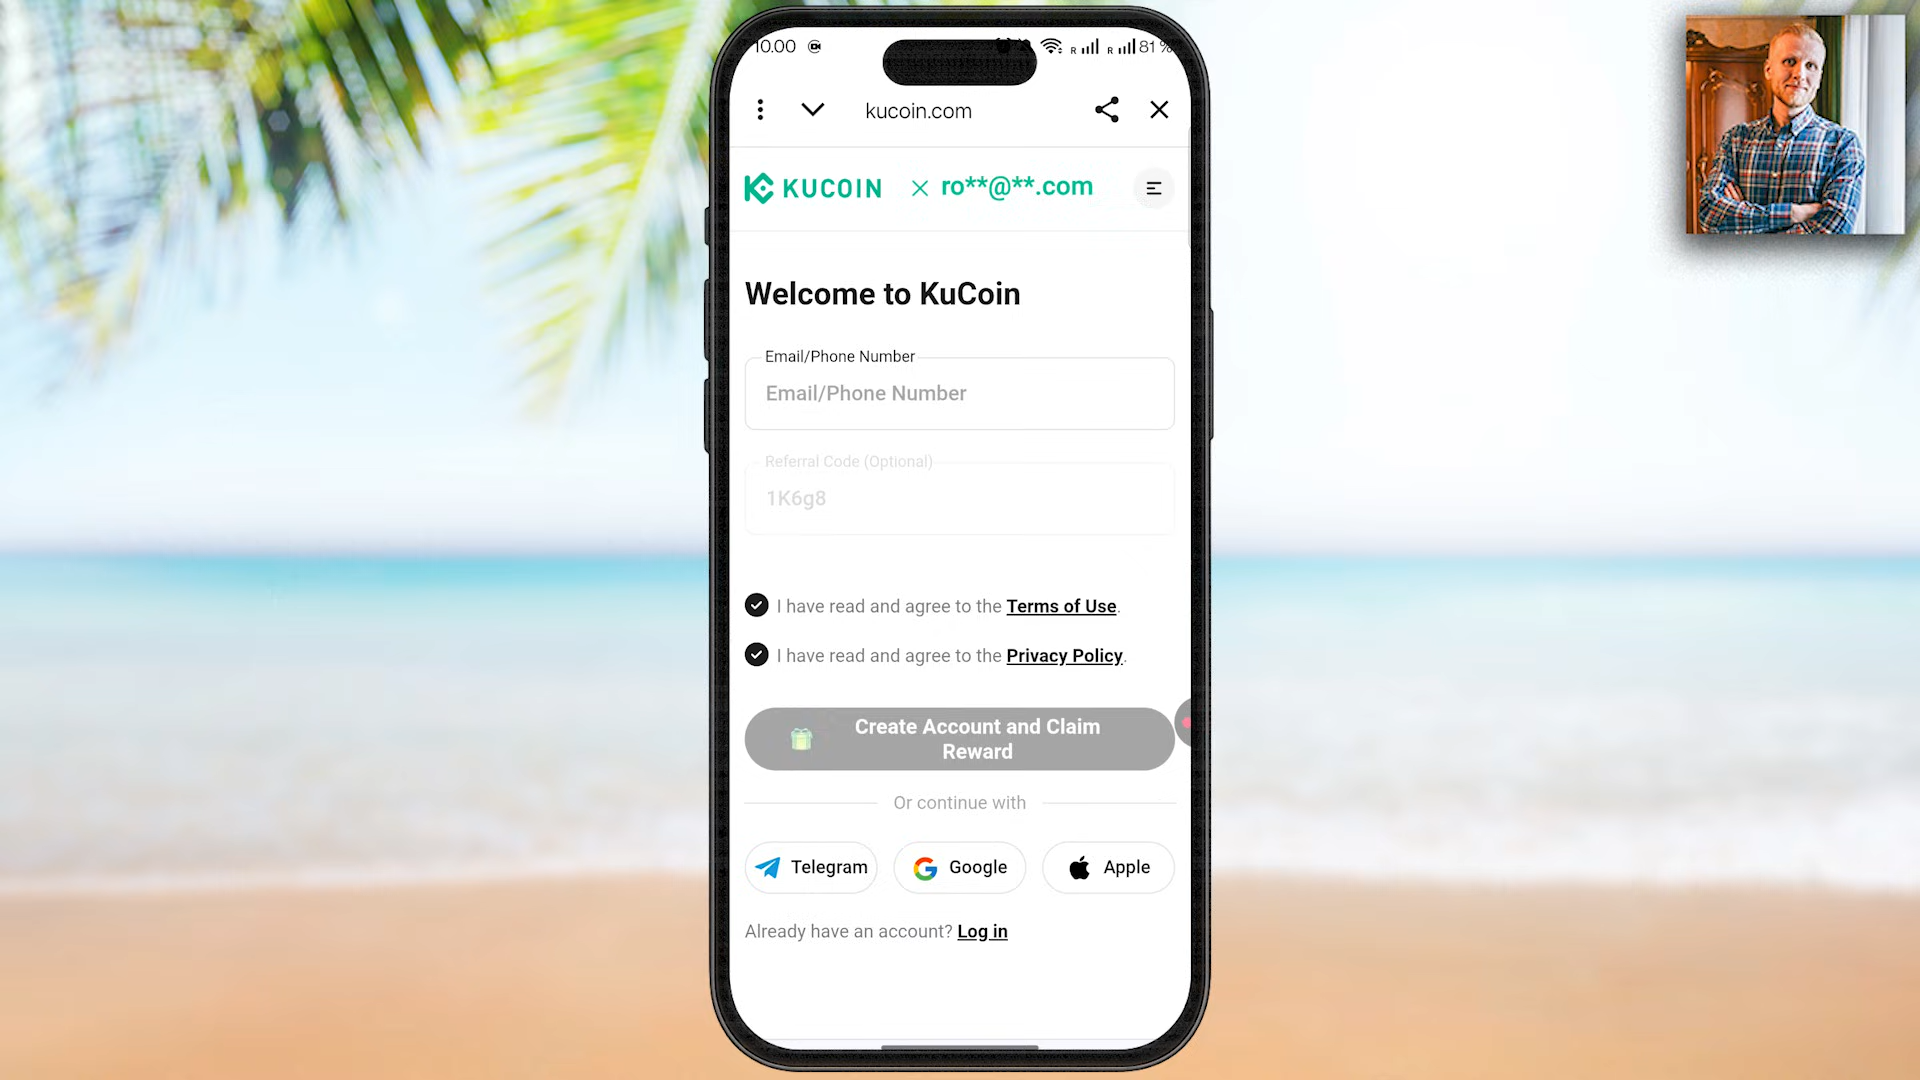 10.00
R R 81 %
kucoin.com
KUCOIN ro**@**.com
Welcome to KuCoin
Email/Phone Number
Email/Phone Number
Referral Code (Optional)
1K6g8
I have read and agree to the Terms of Use.
I have read and agree to the Privacy Policy.
Create Account and Claim
Reward
Or continue with
Telegram Google Apple
Already have an account? Log in